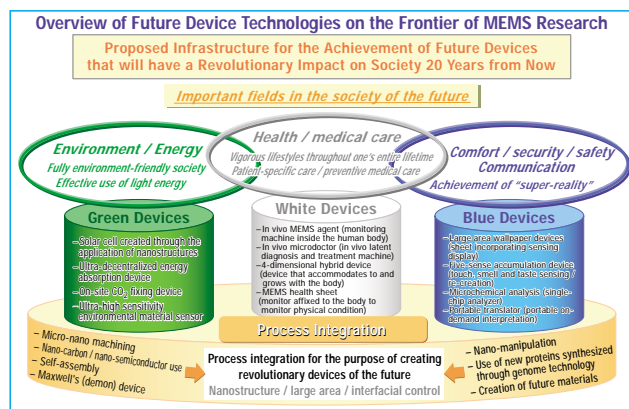 Overview of Future Device Technologies on the Frontier of MEMS Research
Proposed Infrastructure for the Achievement of Future Devices
that will have a Revolutionary Impact on Society 20 Years from Now
Important fields in the society of the future
Environment / Energy
Fully environment-friendly society
Effective use of light energy
Health / medical care
Vigorous lifestyles throughout one's entire lifetime
Patient-specific care / preventive medical care
Comfort / security / safety
Communication
Achievement of “super-reality”
Green Devices
– Solar cell created through the
application of nanostructures
– Ultra-decentralized energy
absorption device
– On-site CO₂ fixing device
– Ultra-high sensitivity
environmental material sensor
White Devices
– In vivo MEMS agent (monitoring
machine inside the human body)
– In vivo microdoctor (in vivo latent
diagnosis and treatment machine)
– 4-dimensional hybrid device
(device that accommodates to and
grows with the body)
– MEMS health sheet
(monitor affixed to the body to
monitor physical condition)
Blue Devices
– Large area wallpaper devices
(sheet incorporating sensing
display)
– Five-sense accumulation device
(touch, smell and taste sensing /
re-creation)
– Microchemical analysis (single-
chip analyzer)
– Portable translator (portable on-
demand interpretation)
Process Integration
– Micro-nano machining
– Nano-carbon / nano-semiconductor use
– Self-assembly
– Maxwell's (demon) device
Process integration for the purpose of creating
revolutionary devices of the future
Nanostructure / large area / interfacial control
– Nano-manipulation
– Use of new proteins synthesized
through genome technology
– Creation of future materials